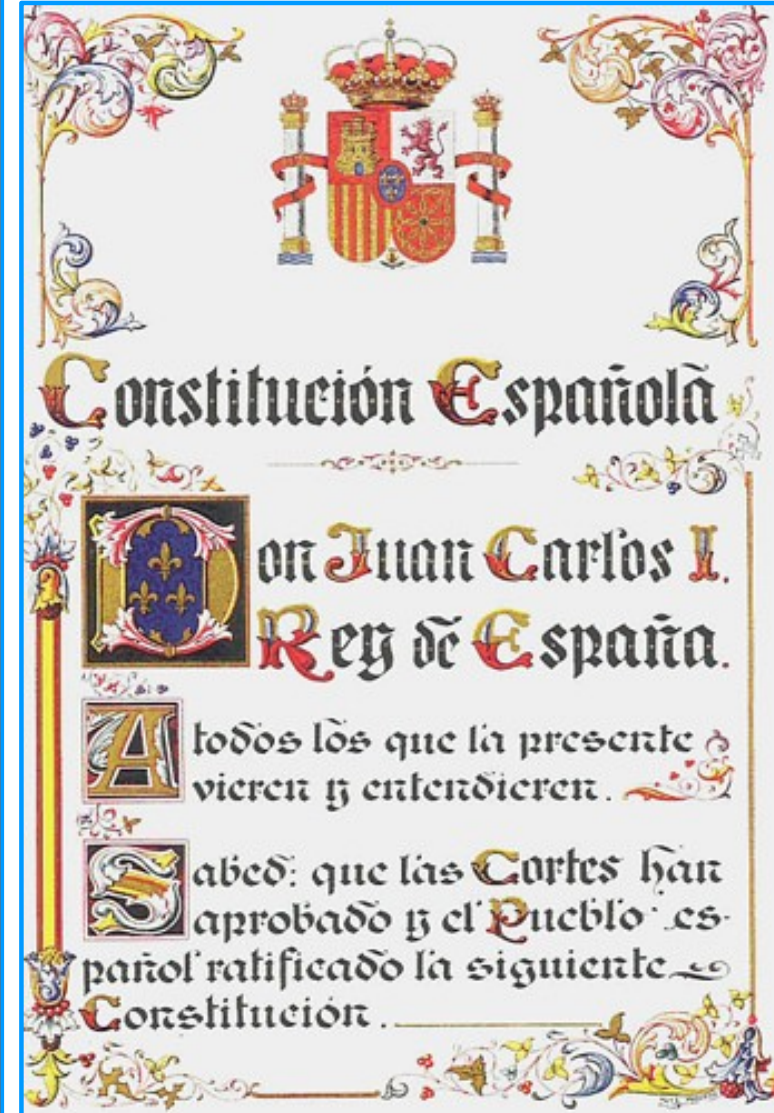 Constitución Española
Don Juan Carlos I.
Rey de España.
A todos los que la presente
vieren y entendieren.
Sabed: que las Cortes han
aprobado y el Pueblo es-
pañol ratificado la siguiente
Constitución.